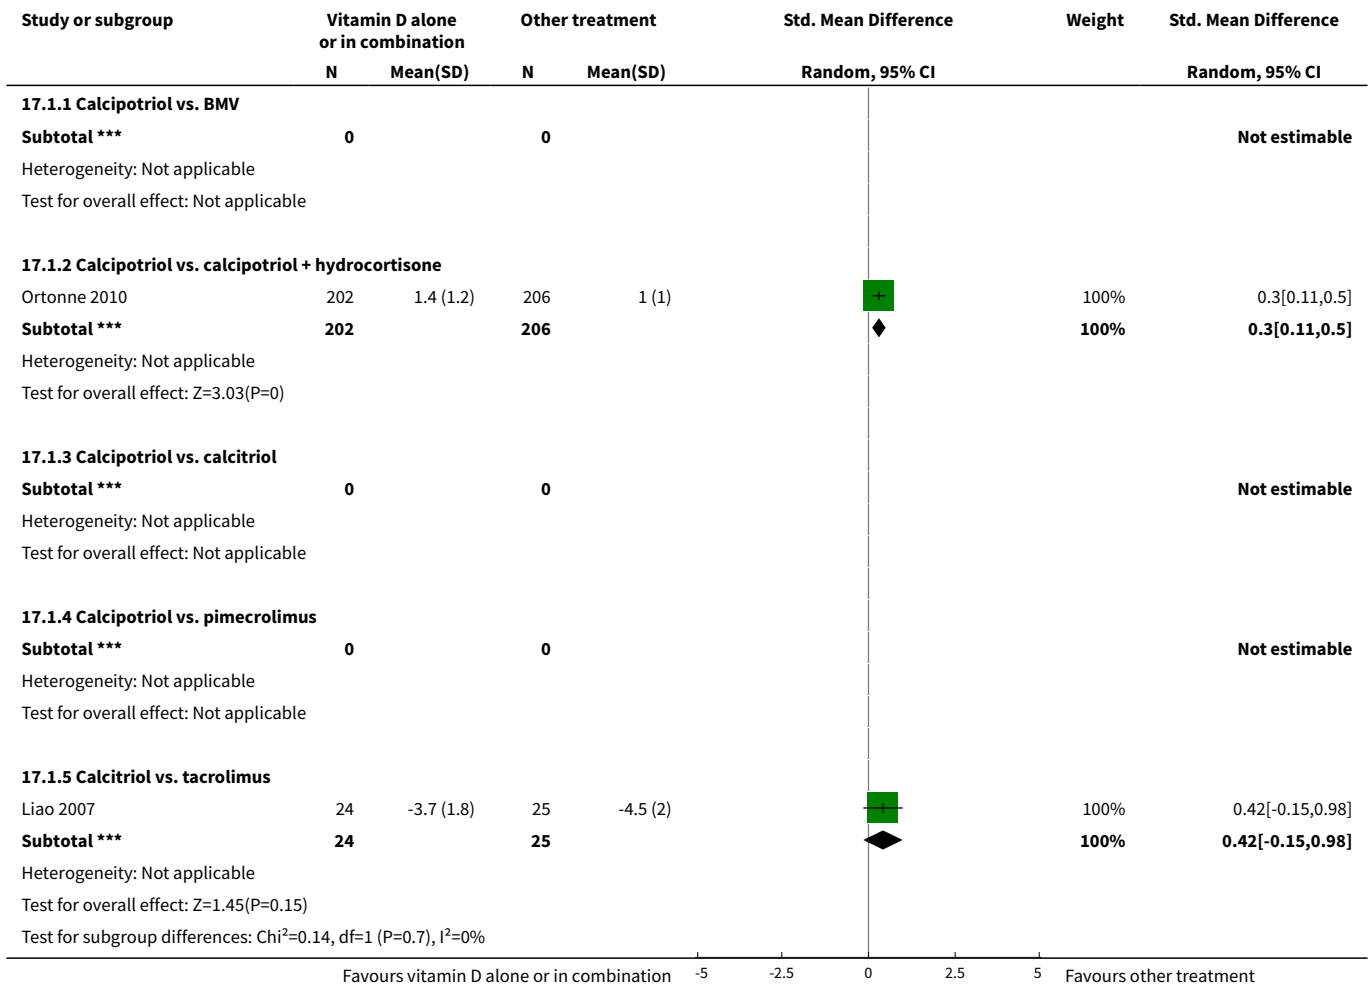 Study or subgroup Vitamin D alone or in combination Other treatment Std. Mean Difference Weight Std. Mean Difference
N Mean(SD) N Mean(SD) Random, 95% CI Random, 95% CI
17.1.1 Calcipotriol vs. BMV
Subtotal *** 0 0 Not estimable
Heterogeneity: Not applicable
Test for overall effect: Not applicable
17.1.2 Calcipotriol vs. calcipotriol + hydrocortisone
Ortonne 2010 202 1.4 (1.2) 206 1 (1) 100% 0.3[0.11,0.5]
Subtotal *** 202 206 100% 0.3[0.11,0.5]
Heterogeneity: Not applicable
Test for overall effect: Z=3.03(P=0)
17.1.3 Calcipotriol vs. calcitriol
Subtotal *** 0 0 Not estimable
Heterogeneity: Not applicable
Test for overall effect: Not applicable
17.1.4 Calcipotriol vs. pimecrolimus
Subtotal *** 0 0 Not estimable
Heterogeneity: Not applicable
Test for overall effect: Not applicable
17.1.5 Calcitriol vs. tacrolimus
Liao 2007 24 -3.7 (1.8) 25 -4.5 (2) 100% 0.42[-0.15,0.98]
Subtotal *** 24 25 100% 0.42[-0.15,0.98]
Heterogeneity: Not applicable
Test for overall effect: Z=1.45(P=0.15)
Test for subgroup differences: Chi²=0.14, df=1 (P=0.7), I²=0%
Favours vitamin D alone or in combination -5 -2.5 0 2.5 5 Favours other treatment